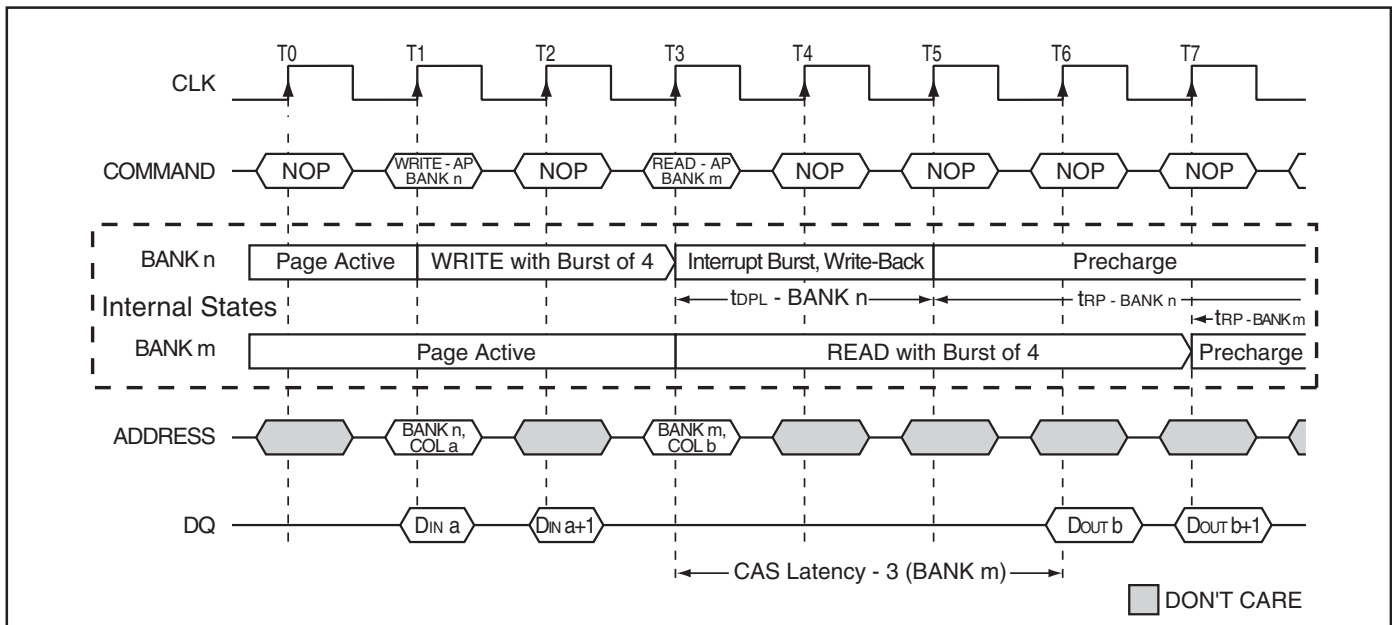 T0 T1 T2 T3 T4 T5 T6 T7
CLK
COMMAND NOP WRITE - AP BANK n NOP READ - AP BANK m NOP NOP NOP NOP
BANK n Page Active WRITE with Burst of 4 Interrupt Burst, Write-Back Precharge
Internal States tDPL - BANK n tRP - BANK n
tRP - BANK m
BANK m Page Active READ with Burst of 4 Precharge
ADDRESS BANK n, COL a BANK m, COL b
DQ DIN a DIN a+1 DOUT b DOUT b+1
CAS Latency - 3 (BANK m)
DON'T CARE